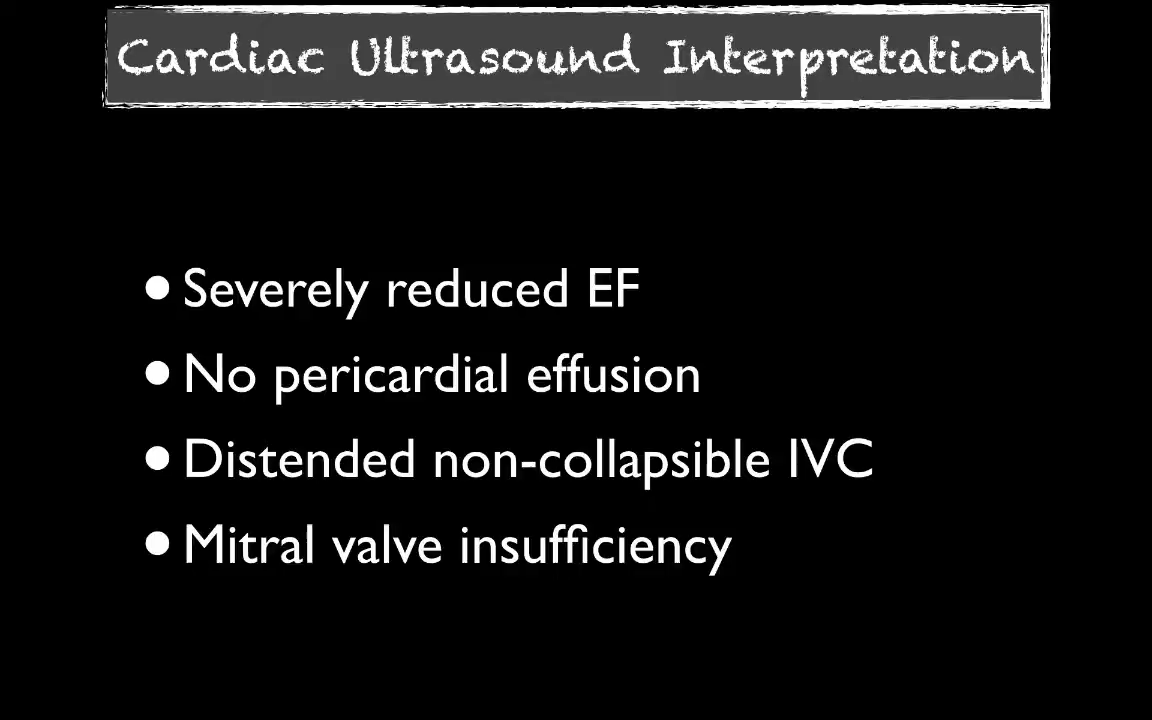 Cardiac Ultrasound Interpretation
• Severely reduced EF
• No pericardial effusion
• Distended non-collapsible IVC
• Mitral valve insufficiency